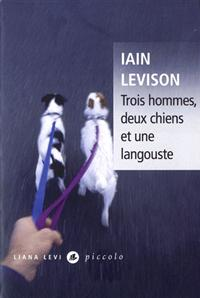 IAIN
LEVISON
Trois hommes,
deux chiens
et une
langouste
LIANA LEVI piccolo